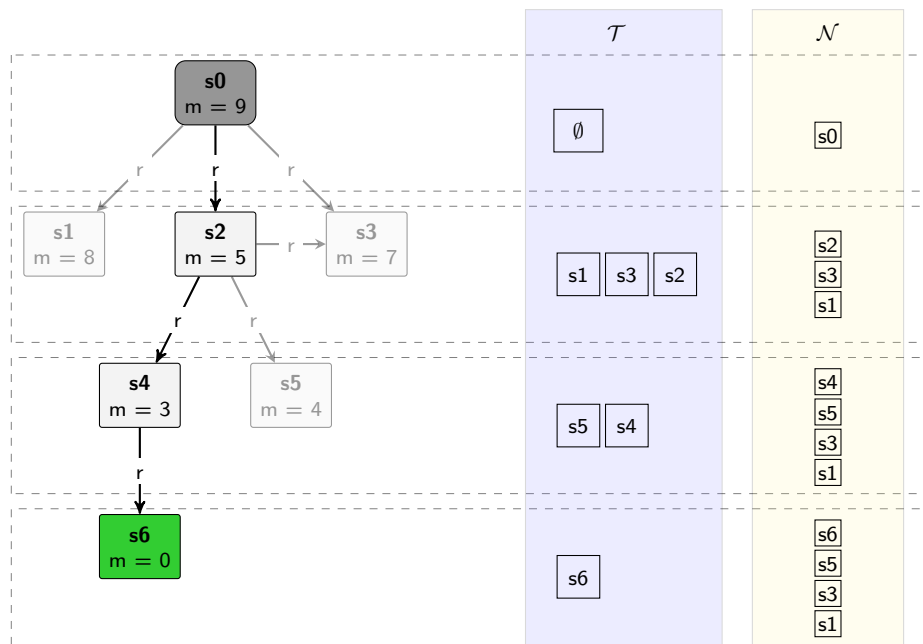 𝒯
𝒩
s0
m = 9
∅
s0
r
r
r
s1
m = 8
s2
m = 5
r
s3
m = 7
s1
s3
s2
s2
s3
s1
r
r
s4
m = 3
s5
m = 4
s5
s4
s4
s5
s3
s1
r
s6
m = 0
s6
s6
s5
s3
s1